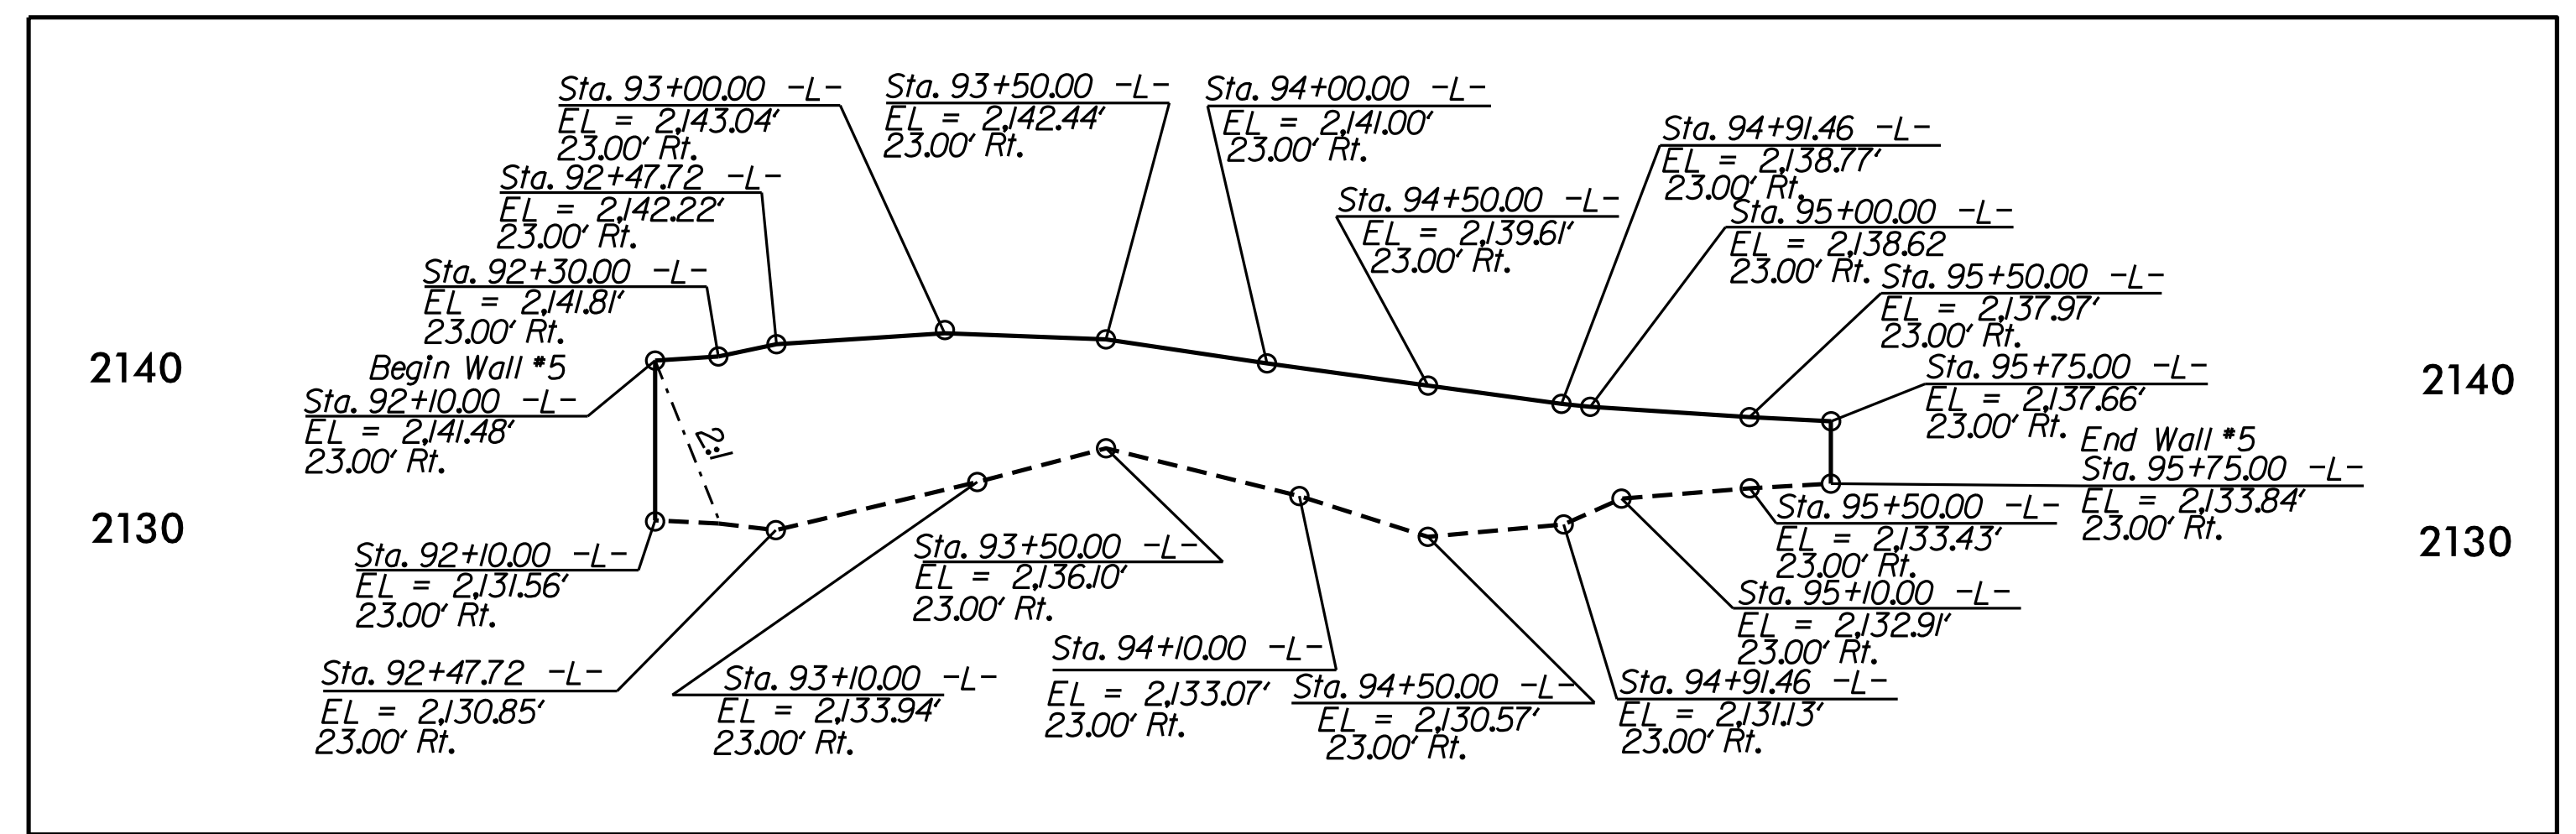 Sta. 93+00.00 -L-
EL = 2,143.04'
23.00' Rt.
Sta. 93+50.00 -L-
EL = 2,142.44'
23.00' Rt.
Sta. 94+00.00 -L-
EL = 2,141.00'
23.00' Rt.
Sta. 94+91.46 -L-
EL = 2,138.77'
23.00' Rt.
Sta. 92+47.72 -L-
EL = 2,142.22'
23.00' Rt.
Sta. 94+50.00 -L-
EL = 2,139.61'
23.00' Rt.
Sta. 95+00.00 -L-
EL = 2,138.62
23.00' Rt.
Sta. 92+30.00 -L-
EL = 2,141.81'
23.00' Rt.
Sta. 95+50.00 -L-
EL = 2,137.97'
23.00' Rt.
2140
Begin Wall #5
Sta. 92+10.00 -L-
EL = 2,141.48'
23.00' Rt.
2:1
Sta. 95+75.00 -L-
EL = 2,137.66'
23.00' Rt.
2140
End Wall #5
Sta. 95+75.00 -L-
EL = 2,133.84'
23.00' Rt.
2130
Sta. 92+10.00 -L-
EL = 2,131.56'
23.00' Rt.
Sta. 93+50.00 -L-
EL = 2,136.10'
23.00' Rt.
Sta. 95+50.00 -L-
EL = 2,133.43'
23.00' Rt.
2130
Sta. 95+10.00 -L-
EL = 2,132.91'
23.00' Rt.
Sta. 92+47.72 -L-
EL = 2,130.85'
23.00' Rt.
Sta. 93+10.00 -L-
EL = 2,133.94'
23.00' Rt.
Sta. 94+10.00 -L-
EL = 2,133.07'
23.00' Rt.
Sta. 94+50.00 -L-
EL = 2,130.57'
23.00' Rt.
Sta. 94+91.46 -L-
EL = 2,131.13'
23.00' Rt.